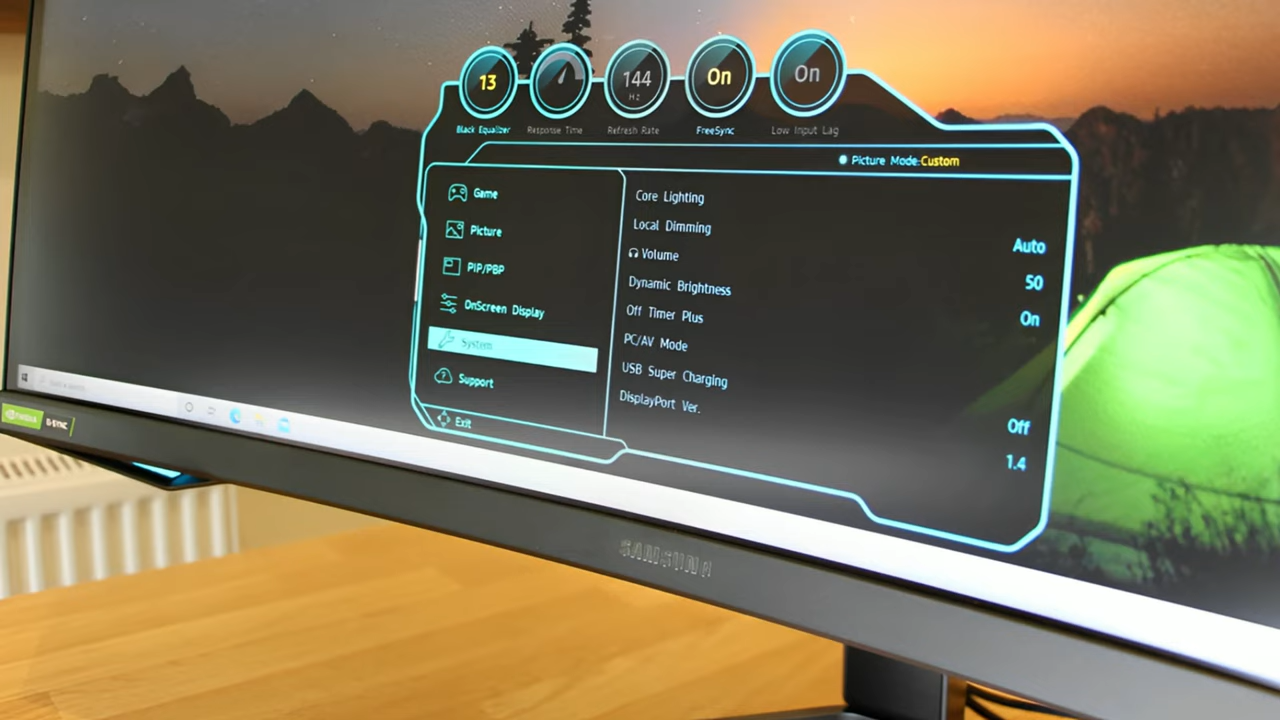 13
144
Hz
On
On
Black Equalizer
Response Time
Refresh Rate
FreeSync
Low Input Lag
Picture Mode:Custom
Game
Picture
PIP/PBP
OnScreen Display
System
Support
Exit
Core Lighting
Local Dimming Auto
Volume 50
Dynamic Brightness On
Off Timer Plus
PC/AV Mode
USB Super Charging Off
DisplayPort Ver. 1.4
NVIDIA G-SYNC
SAMSUNG